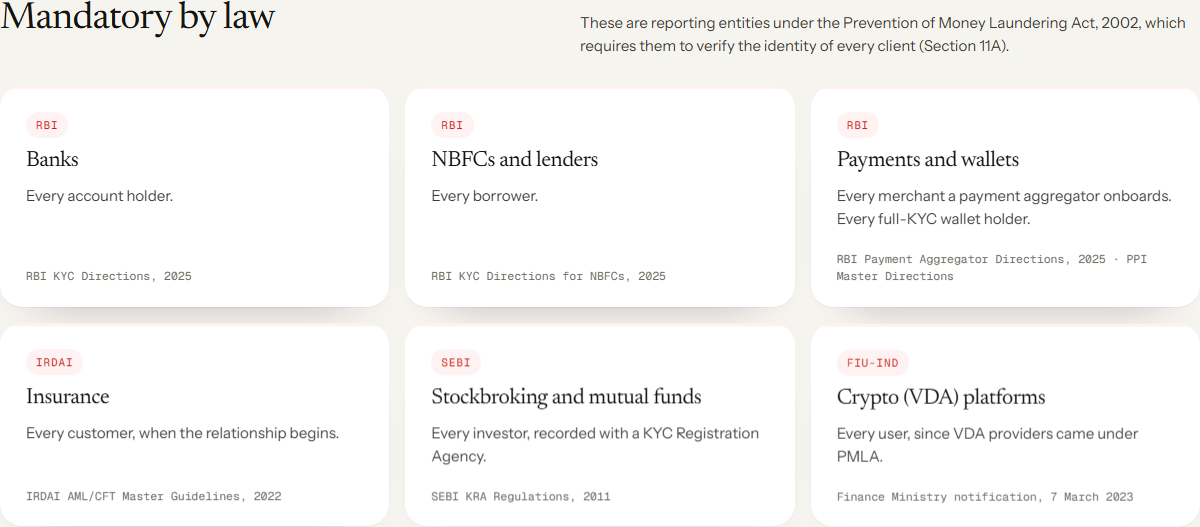 Mandatory by law
These are reporting entities under the Prevention of Money Laundering Act, 2002, which
requires them to verify the identity of every client (Section 11A).
RBI
Banks
Every account holder.
RBI KYC Directions, 2025
RBI
NBFCs and lenders
Every borrower.
RBI KYC Directions for NBFCs, 2025
RBI
Payments and wallets
Every merchant a payment aggregator onboards.
Every full-KYC wallet holder.
RBI Payment Aggregator Directions, 2025 · PPI
Master Directions
IRDAI
Insurance
Every customer, when the relationship begins.
IRDAI AML/CFT Master Guidelines, 2022
SEBI
Stockbroking and mutual funds
Every investor, recorded with a KYC Registration
Agency.
SEBI KRA Regulations, 2011
FIU-IND
Crypto (VDA) platforms
Every user, since VDA providers came under
PMLA.
Finance Ministry notification, 7 March 2023